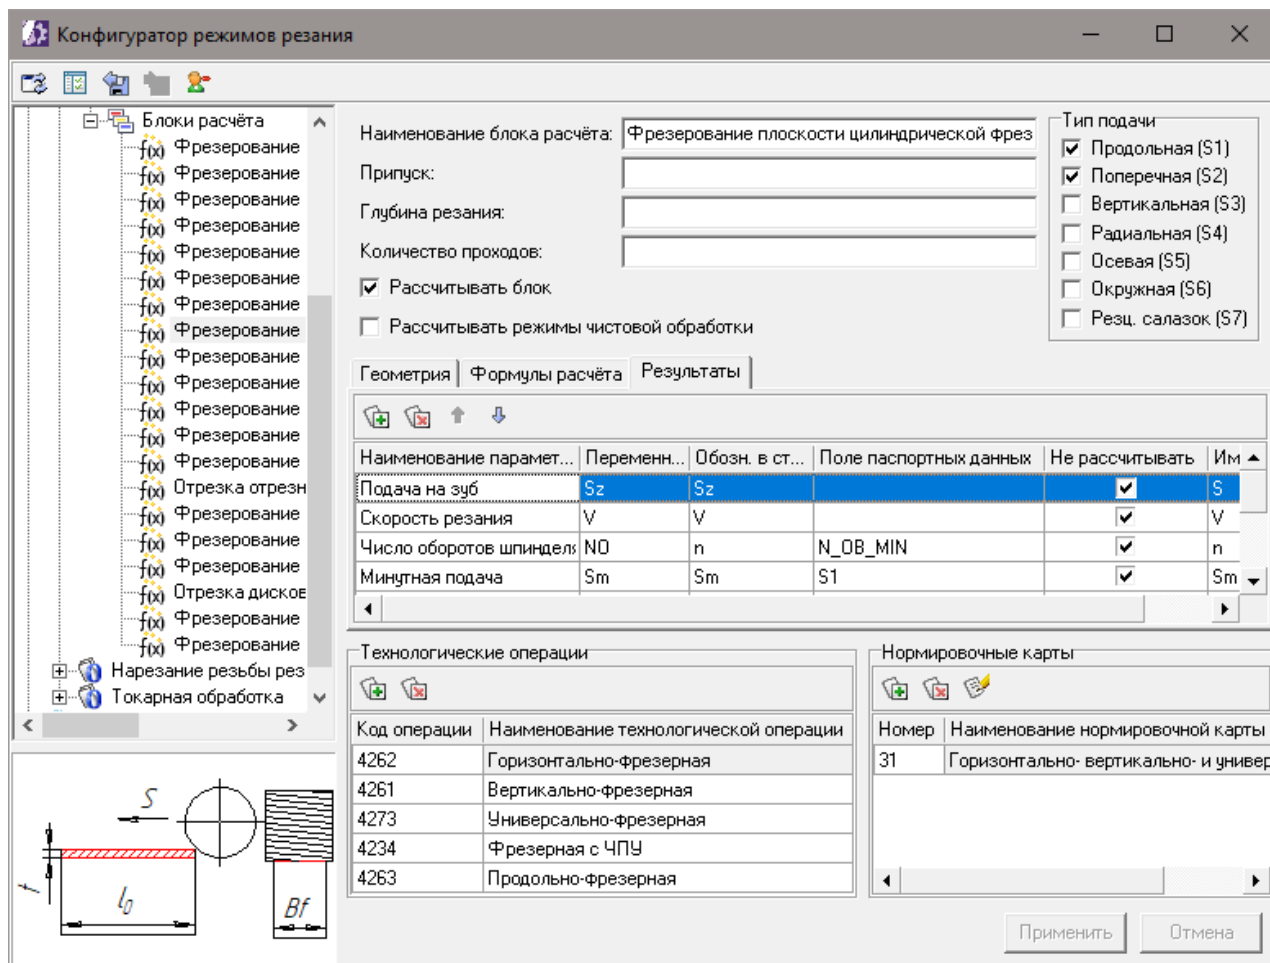 Конфигуратор режимов резания
Блоки расчёта
f(x) Фрезерование
f(x) Фрезерование
f(x) Фрезерование
f(x) Фрезерование
f(x) Фрезерование
f(x) Фрезерование
f(x) Фрезерование
f(x) Фрезерование
f(x) Фрезерование
f(x) Фрезерование
f(x) Фрезерование
f(x) Фрезерование
f(x) Фрезерование
f(x) Отрезка отрезн
f(x) Фрезерование
f(x) Фрезерование
f(x) Фрезерование
f(x) Отрезка дисков
f(x) Фрезерование
f(x) Фрезерование
Нарезание резьбы рез
Токарная обработка
S
t
l0
Bf
Наименование блока расчёта: Фрезерование плоскости цилиндрической фрез
Припуск:
Глубина резания:
Количество проходов:
Рассчитывать блок
Рассчитывать режимы чистовой обработки
Тип подачи
Продольная (S1)
Поперечная (S2)
Вертикальная (S3)
Радиальная (S4)
Осевая (S5)
Окружная (S6)
Резц. салазок (S7)
Геометрия Формулы расчёта Результаты
Наименование парамет... Переменн... Обозн. в ст... Поле паспортных данных Не рассчитывать Им
Подача на зуб Sz Sz S
Скорость резания V V V
Число оборотов шпинделя NO n N_OB_MIN n
Минутная подача Sm Sm S1 Sm
Технологические операции
Код операции Наименование технологической операции
4262 Горизонтально-фрезерная
4261 Вертикально-фрезерная
4273 Универсально-фрезерная
4234 Фрезерная с ЧПУ
4263 Продольно-фрезерная
Нормировочные карты
Номер Наименование нормировочной карты
31 Горизонтально- вертикально- и универ
Применить Отмена